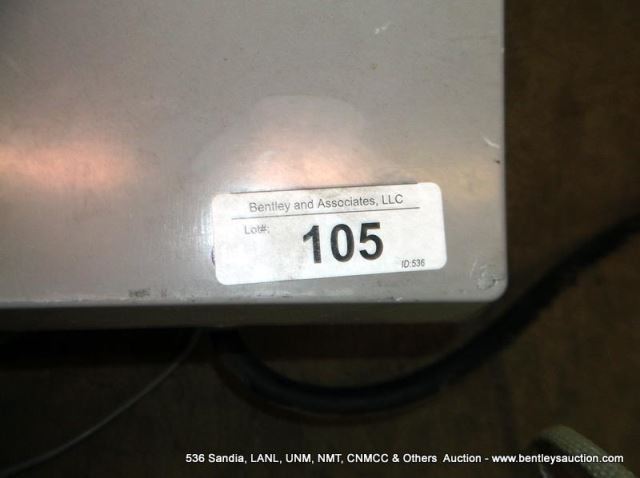 Bentley and Associates, LLC
Lot#:
105
ID:536
536 Sandia, LANL, UNM, NMT, CNMCC & Others Auction - www.bentleysauction.com